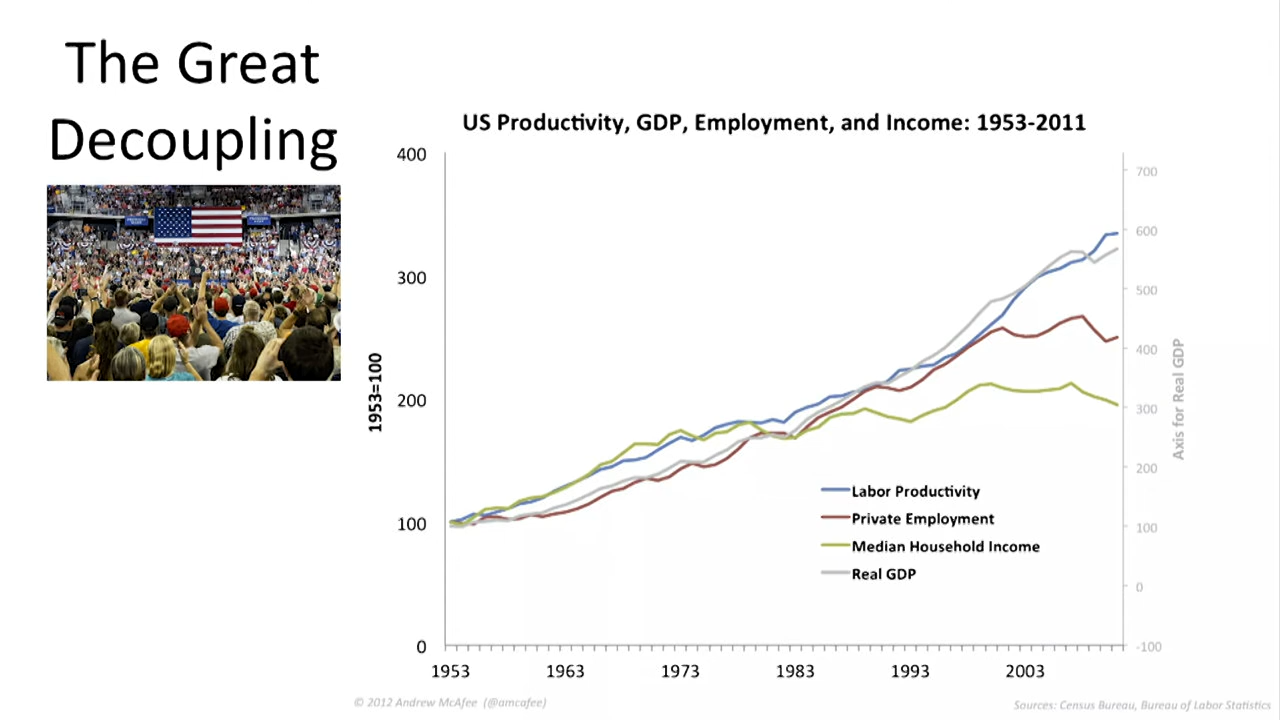 The Great
Decoupling
US Productivity, GDP, Employment, and Income: 1953-2011
400
300
200
100
0
1953=100
700
600
500
400
300
200
100
0
-100
Axis for Real GDP
Labor Productivity
Private Employment
Median Household Income
Real GDP
1953 1963 1973 1983 1993 2003
© 2012 Andrew McAfee (@amcafee)
Sources: Census Bureau, Bureau of Labor Statistics